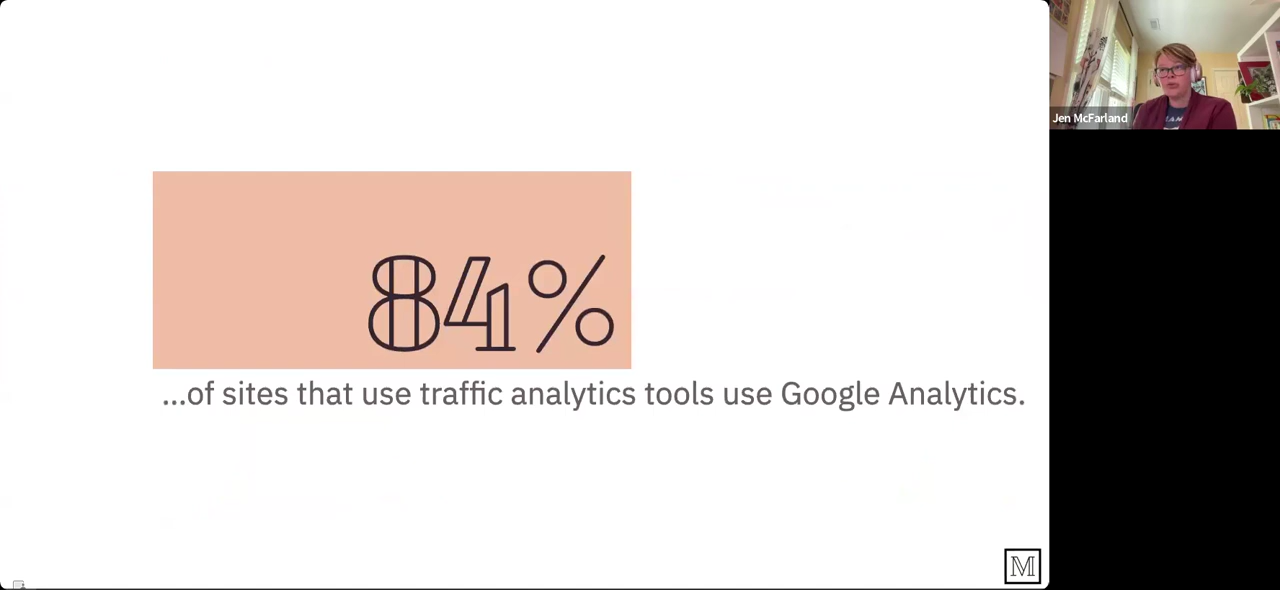 84%
...of sites that use traffic analytics tools use Google Analytics.
Jen McFarland
M